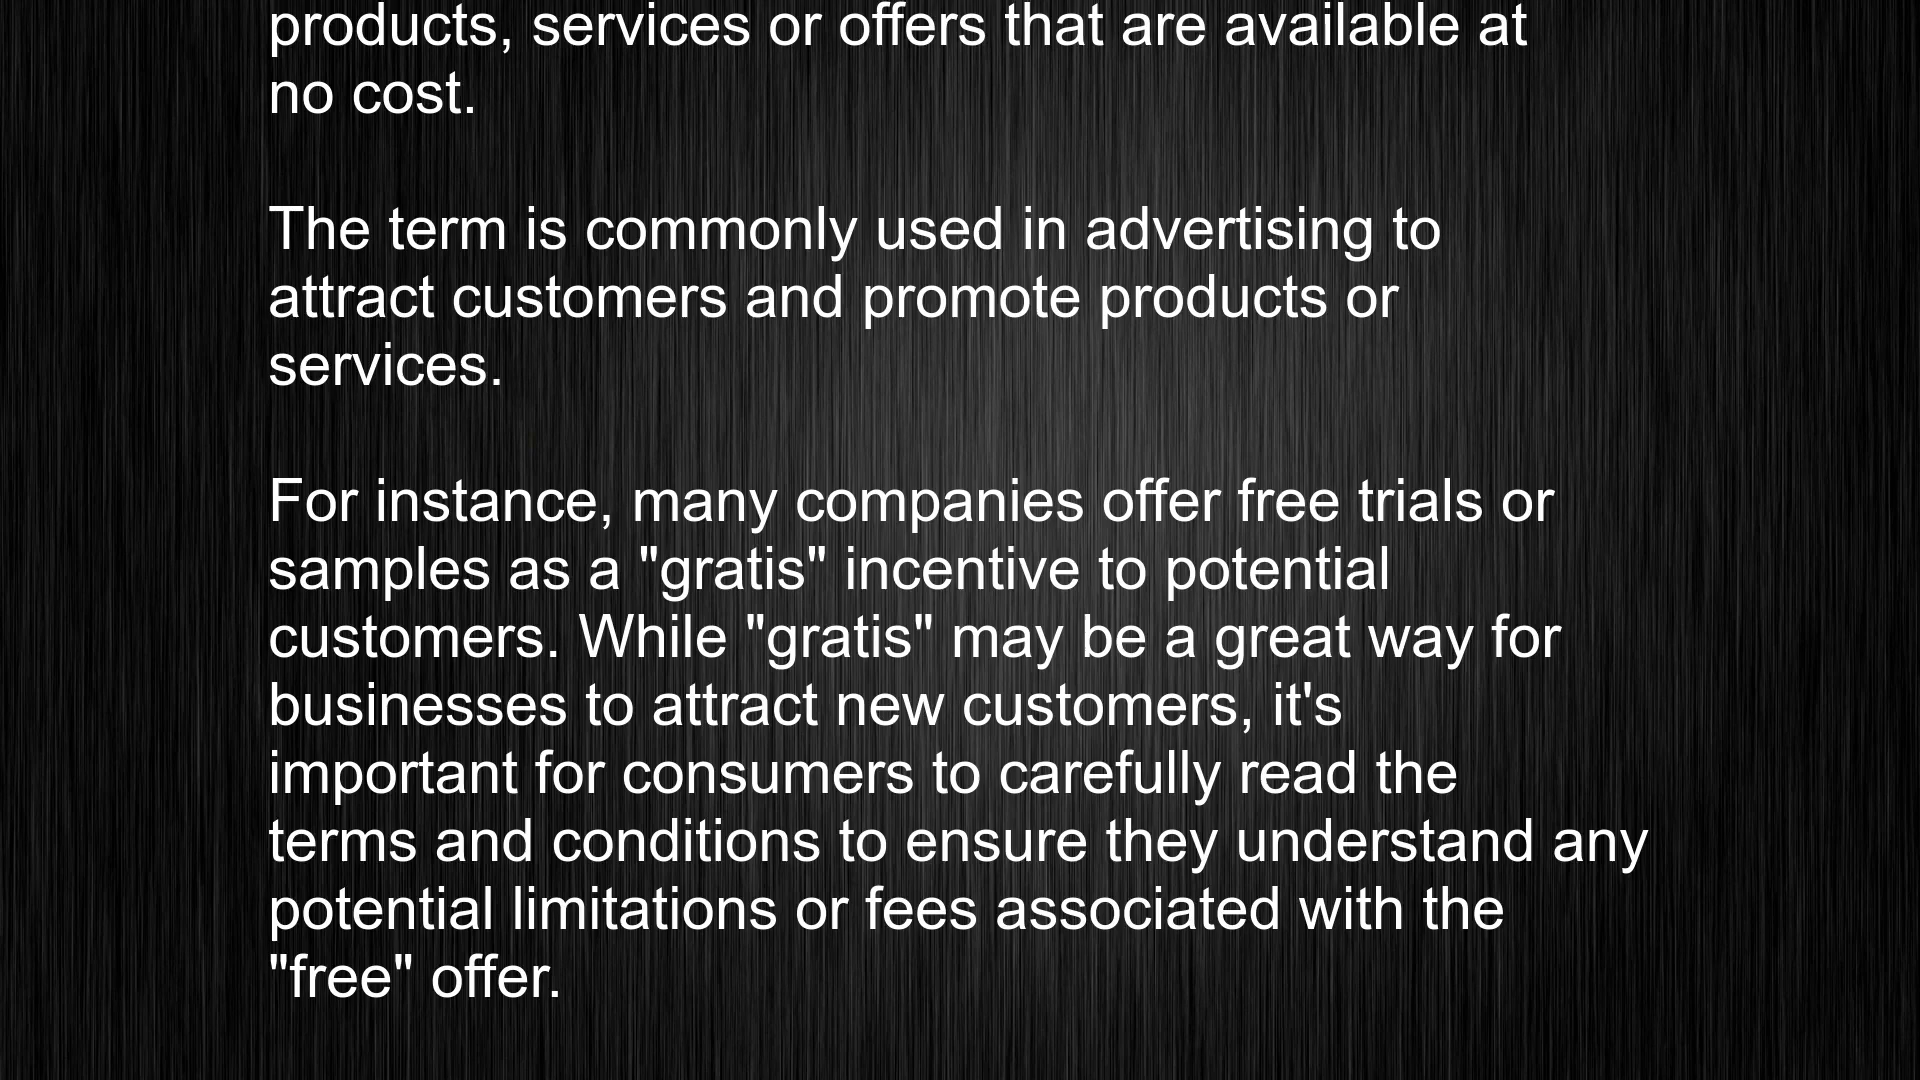 products, services or offers that are available at
no cost.
The term is commonly used in advertising to
attract customers and promote products or
services.
For instance, many companies offer free trials or
samples as a "gratis" incentive to potential
customers. While "gratis" may be a great way for
businesses to attract new customers, it's
important for consumers to carefully read the
terms and conditions to ensure they understand any
potential limitations or fees associated with the
"free" offer.